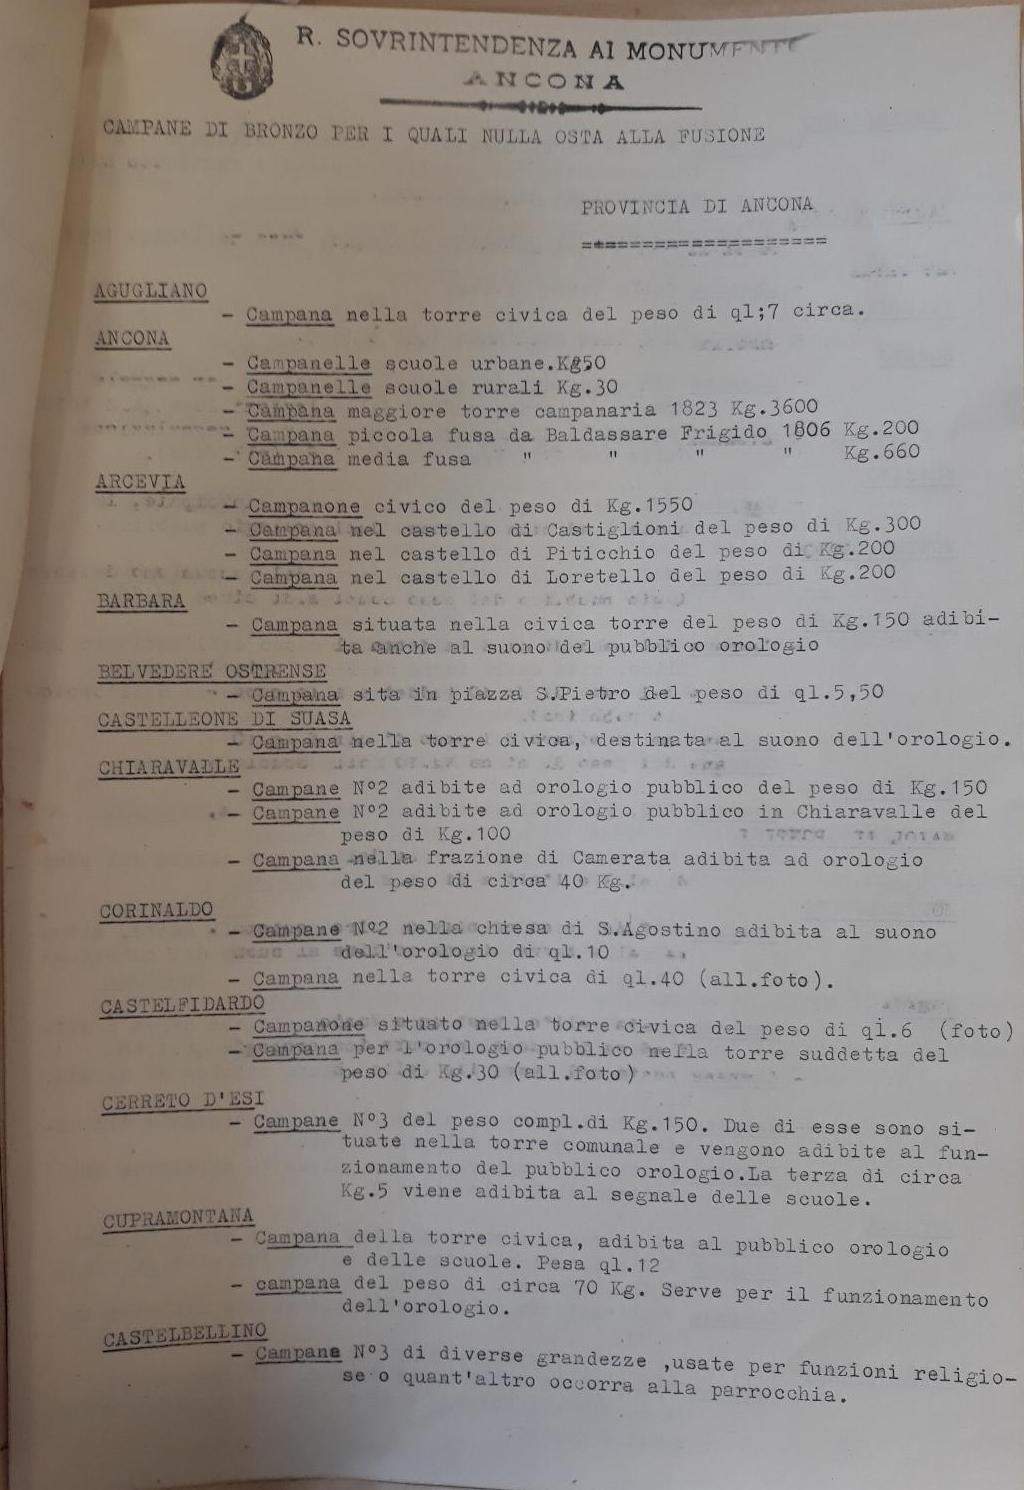 R. SOVRINTENDENZA AI MONUMENTI
ANCONA
CAMPANE DI BRONZO PER I QUALI NULLA OSTA ALLA FUSIONE
PROVINCIA DI ANCONA
====================
AGUGLIANO
- Campana nella torre civica del peso di ql;7 circa.
ANCONA
- Campanelle scuole urbane.Kg50
- Campanelle scuole rurali Kg.30
- Campana maggiore torre campanaria 1823 Kg.3600
- Campana piccola fusa da Baldassare Frigido 1806 Kg.200
- Campana media fusa " " " " Kg.660
ARCEVIA
- Campanone civico del peso di Kg.1550
- Campana nel castello di Castiglioni del peso di Kg.300
- Campana nel castello di Piticchio del peso di Kg.200
- Campana nel castello di Loretello del peso di Kg.200
BARBARA
- Campana situata nella civica torre del peso di Kg.150 adibi-
ta anche al suono del pubblico orologio
BELVEDERE OSTRENSE
- Campana sita in piazza S.Pietro del peso di ql.5,50
CASTELLEONE DI SUASA
- Campana nella torre civica, destinata al suono dell'orologio.
CHIARAVALLE
- Campane N°2 adibite ad orologio pubblico del peso di Kg.150
- Campane N°2 adibite ad orologio pubblico in Chiaravalle del
peso di Kg.100
- Campana nella frazione di Camerata adibita ad orologio
del peso di circa 40 Kg.
CORINALDO
- Campane N°2 nella chiesa di S.Agostino adibita al suono
dell'orologio di ql.10
- Campana nella torre civica di ql.40 (all.foto).
CASTELFIDARDO
- Campanone situato nella torre civica del peso di ql.6 (foto)
- Campana per l'orologio pubblico nella torre suddetta del
peso di Kg.30 (all.foto)
CERRETO D'ESI
- Campane N°3 del peso compl.di Kg.150. Due di esse sono si-
tuate nella torre comunale e vengono adibite al fun-
zionamento del pubblico orologio.La terza di circa
Kg.5 viene adibita al segnale delle scuole.
CUPRAMONTANA
- Campana della torre civica, adibita al pubblico orologio
e delle scuole. Pesa ql.12
- campana del peso di circa 70 Kg. Serve per il funzionamento
dell'orologio.
CASTELBELLINO
- Campane N°3 di diverse grandezze ,usate per funzioni religio-
se o quant'altro occorra alla parrocchia.